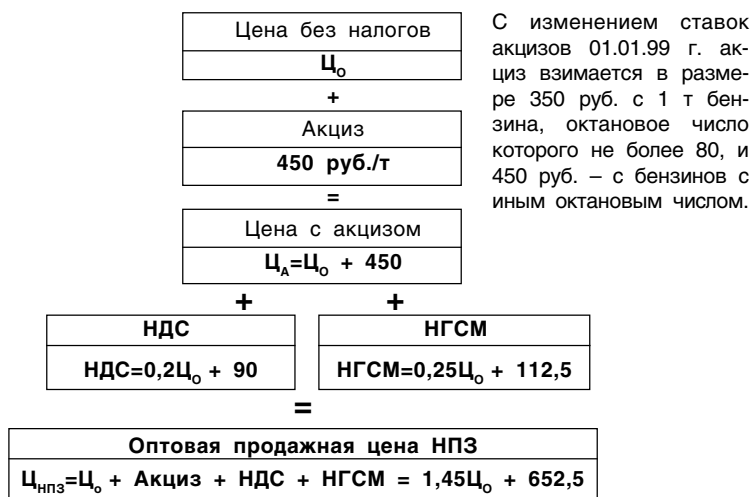 Цена без налогов
Цо
+
Акциз
450 руб./т
=
Цена с акцизом
ЦА=Цо + 450
+ +
НДС НГСМ
НДС=0,2Цо + 90 НГСМ=0,25Цо + 112,5
=
Оптовая продажная цена НПЗ
ЦНПЗ=Цо + Акциз + НДС + НГСМ = 1,45Цо + 652,5
С изменением ставок
акцизов 01.01.99 г. ак-
циз взимается в разме-
ре 350 руб. с 1 т бен-
зина, октановое число
которого не более 80, и
450 руб. – с бензинов с
иным октановым числом.